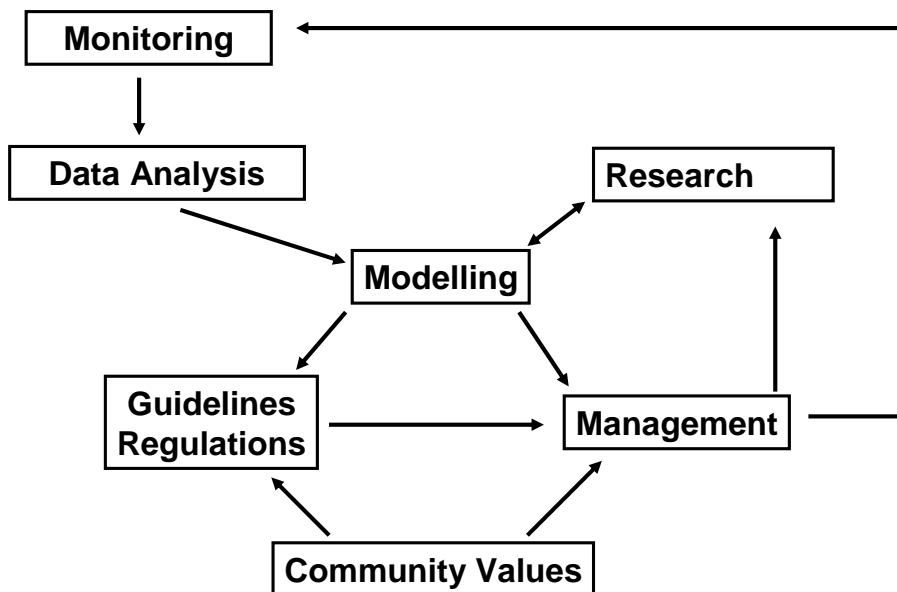 Monitoring
Data Analysis
Research
Modelling
Guidelines
Regulations
Management
Community Values